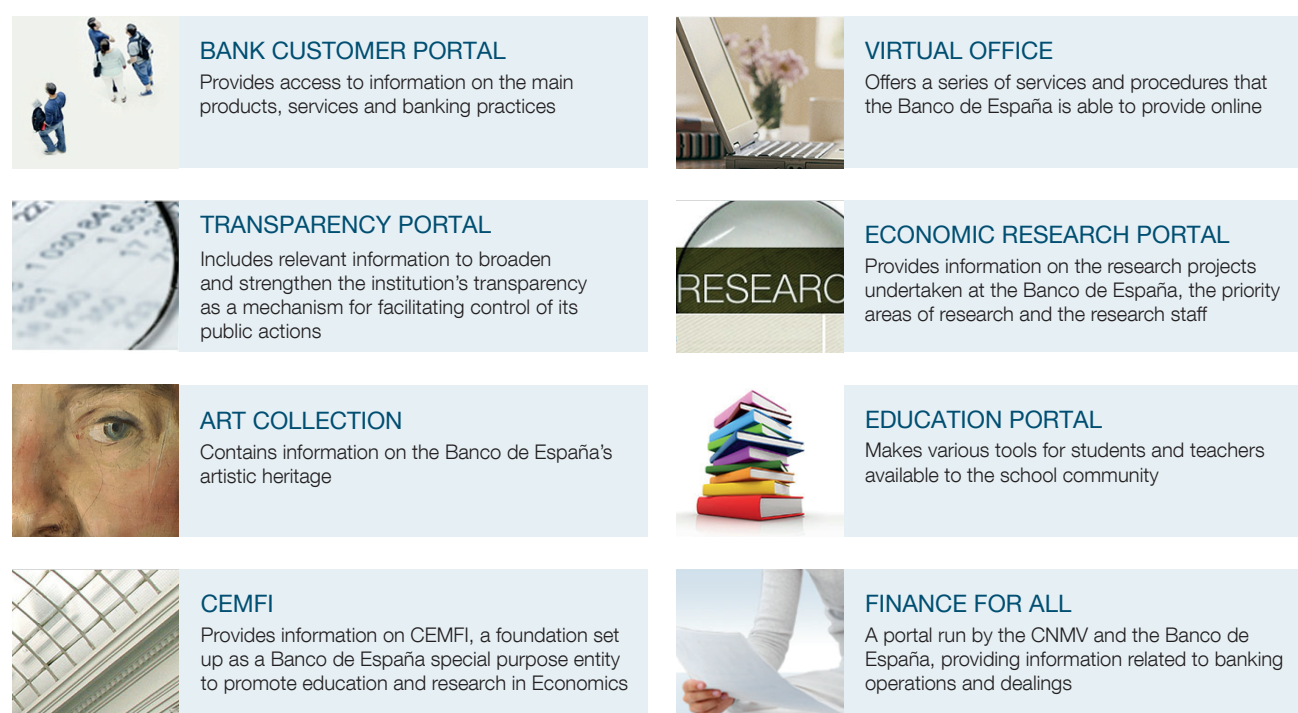 BANK CUSTOMER PORTAL
Provides access to information on the main
products, services and banking practices
VIRTUAL OFFICE
Offers a series of services and procedures that
the Banco de España is able to provide online
TRANSPARENCY PORTAL
Includes relevant information to broaden
and strengthen the institution’s transparency
as a mechanism for facilitating control of its
public actions
RESEARC
ECONOMIC RESEARCH PORTAL
Provides information on the research projects
undertaken at the Banco de España, the priority
areas of research and the research staff
ART COLLECTION
Contains information on the Banco de España’s
artistic heritage
EDUCATION PORTAL
Makes various tools for students and teachers
available to the school community
CEMFI
Provides information on CEMFI, a foundation set
up as a Banco de España special purpose entity
to promote education and research in Economics
FINANCE FOR ALL
A portal run by the CNMV and the Banco de
España, providing information related to banking
operations and dealings